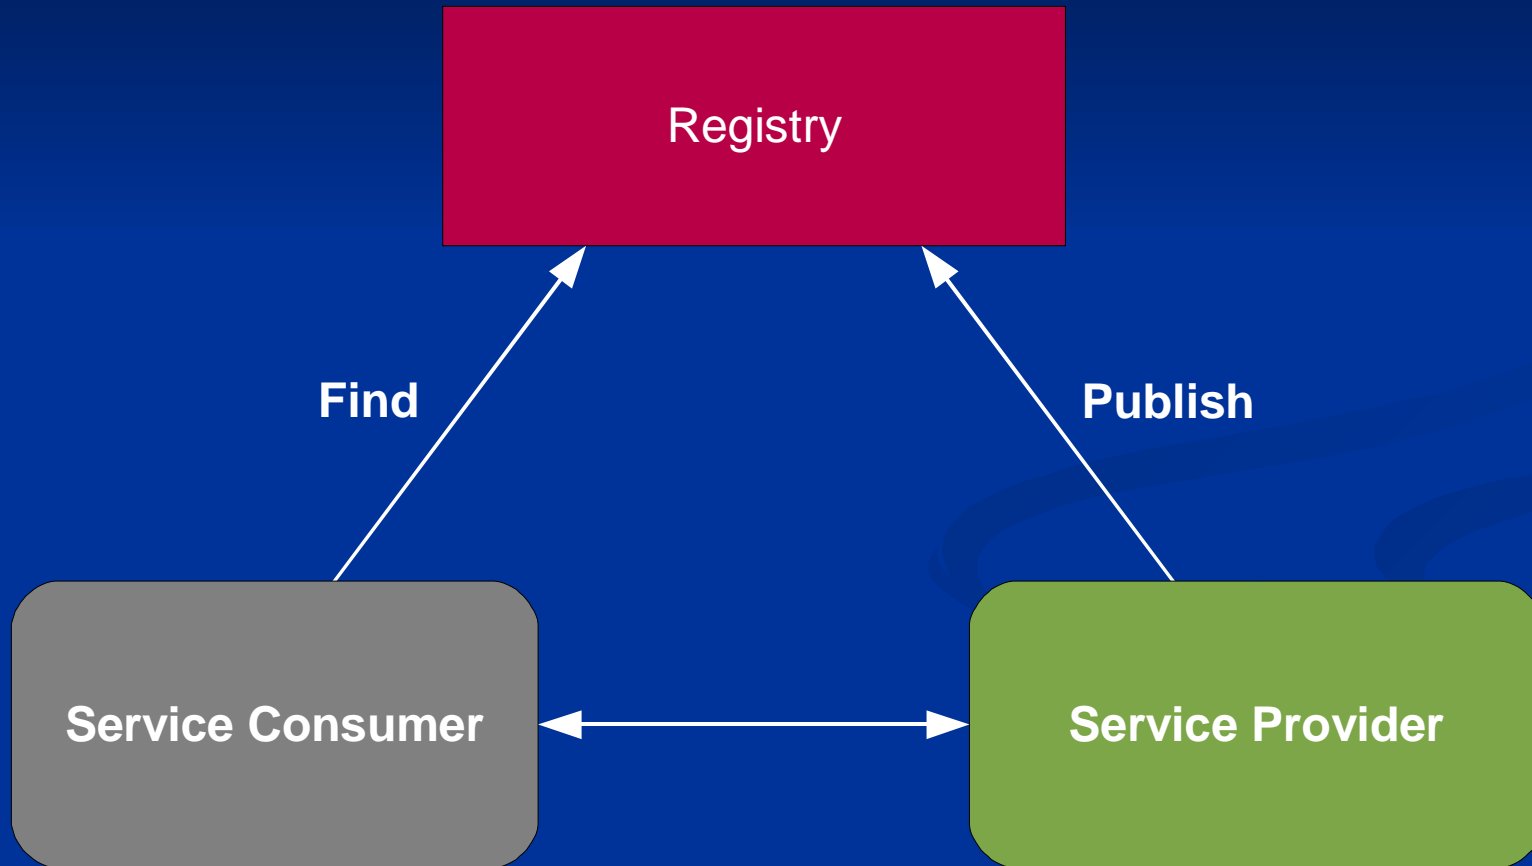 Registry
Find
Publish
Service Consumer
Service Provider